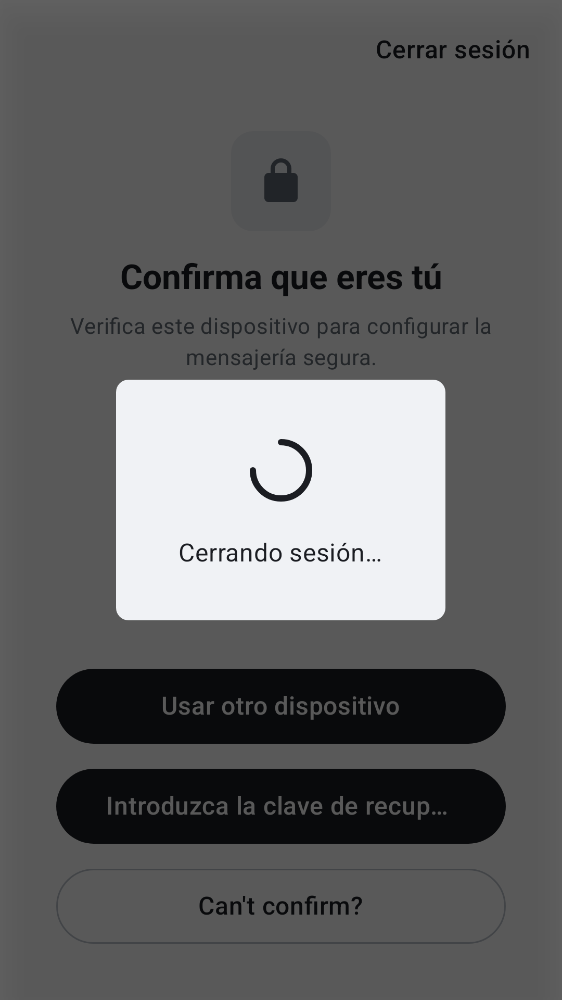 Cerrar sesión
Confirma que eres tú
Verifica este dispositivo para configurar la
mensajería segura.
Cerrando sesión…
Usar otro dispositivo
Introduzca la clave de recup…
Can't confirm?